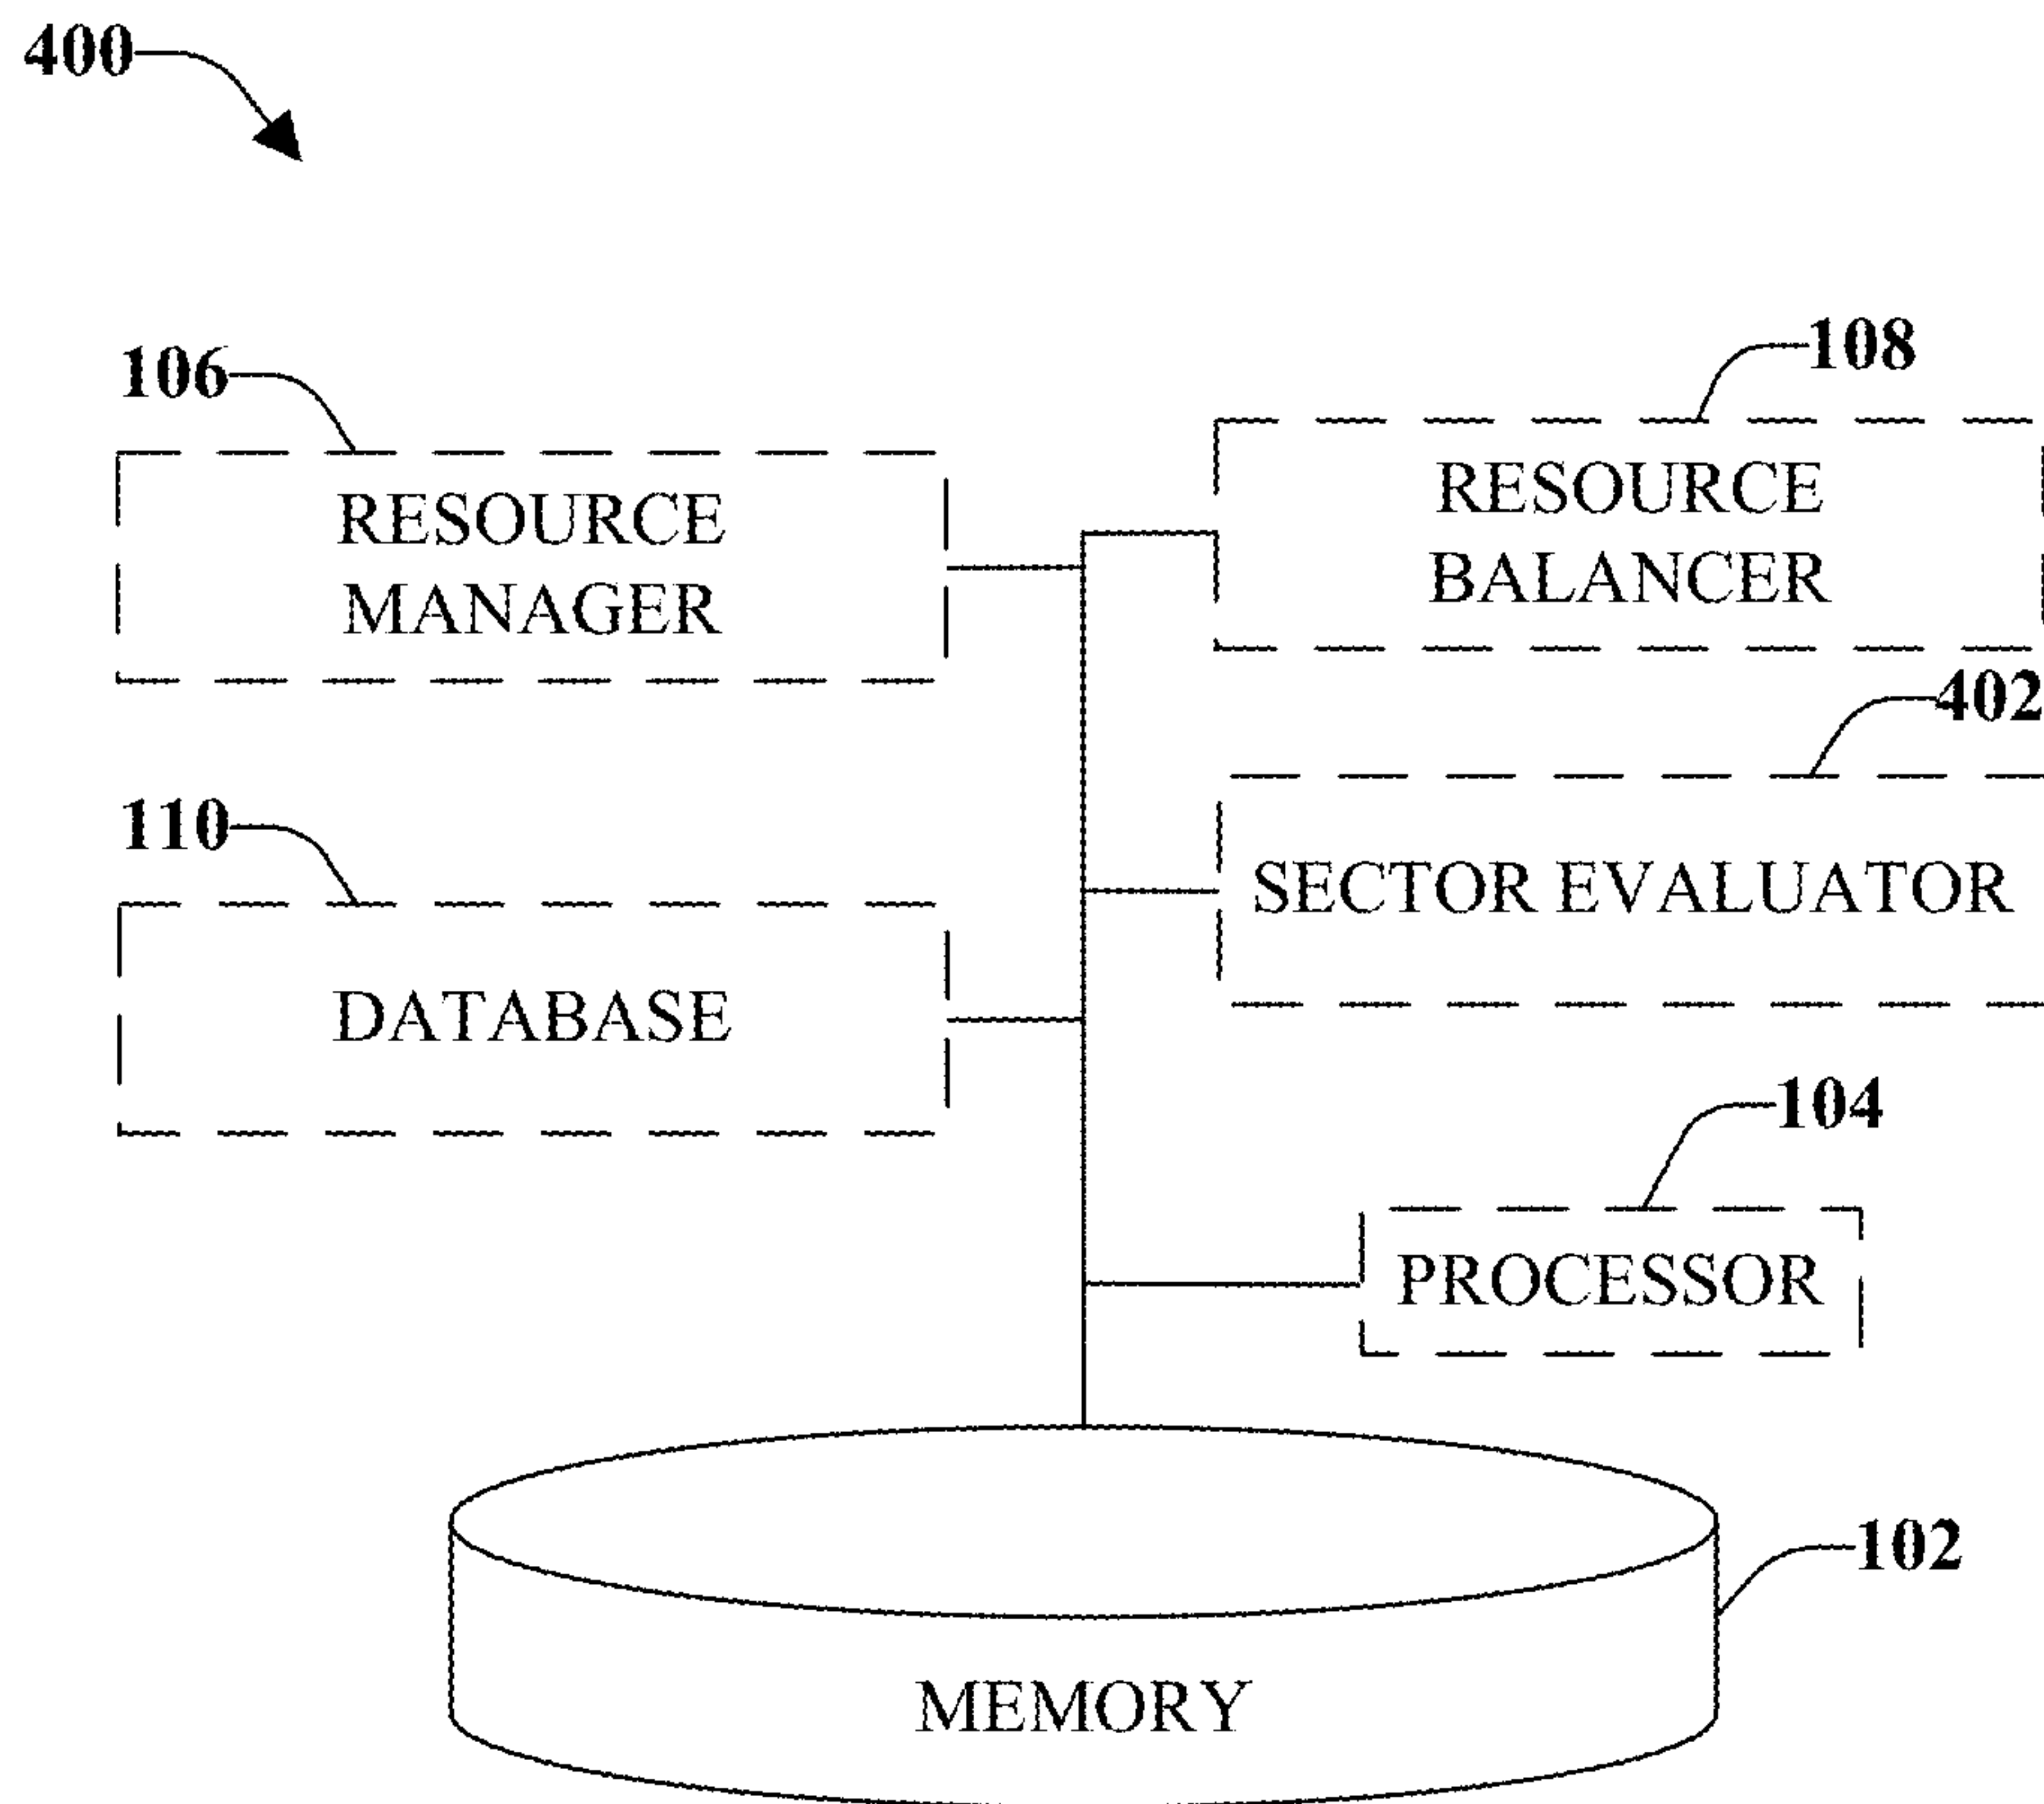 400
108
106
RESOURCE
MANAGER
RESOURCE
BALANCER
402
110
SECTOR EVALUATOR
DATABASE
104
PROCESSOR
102
MEMORY